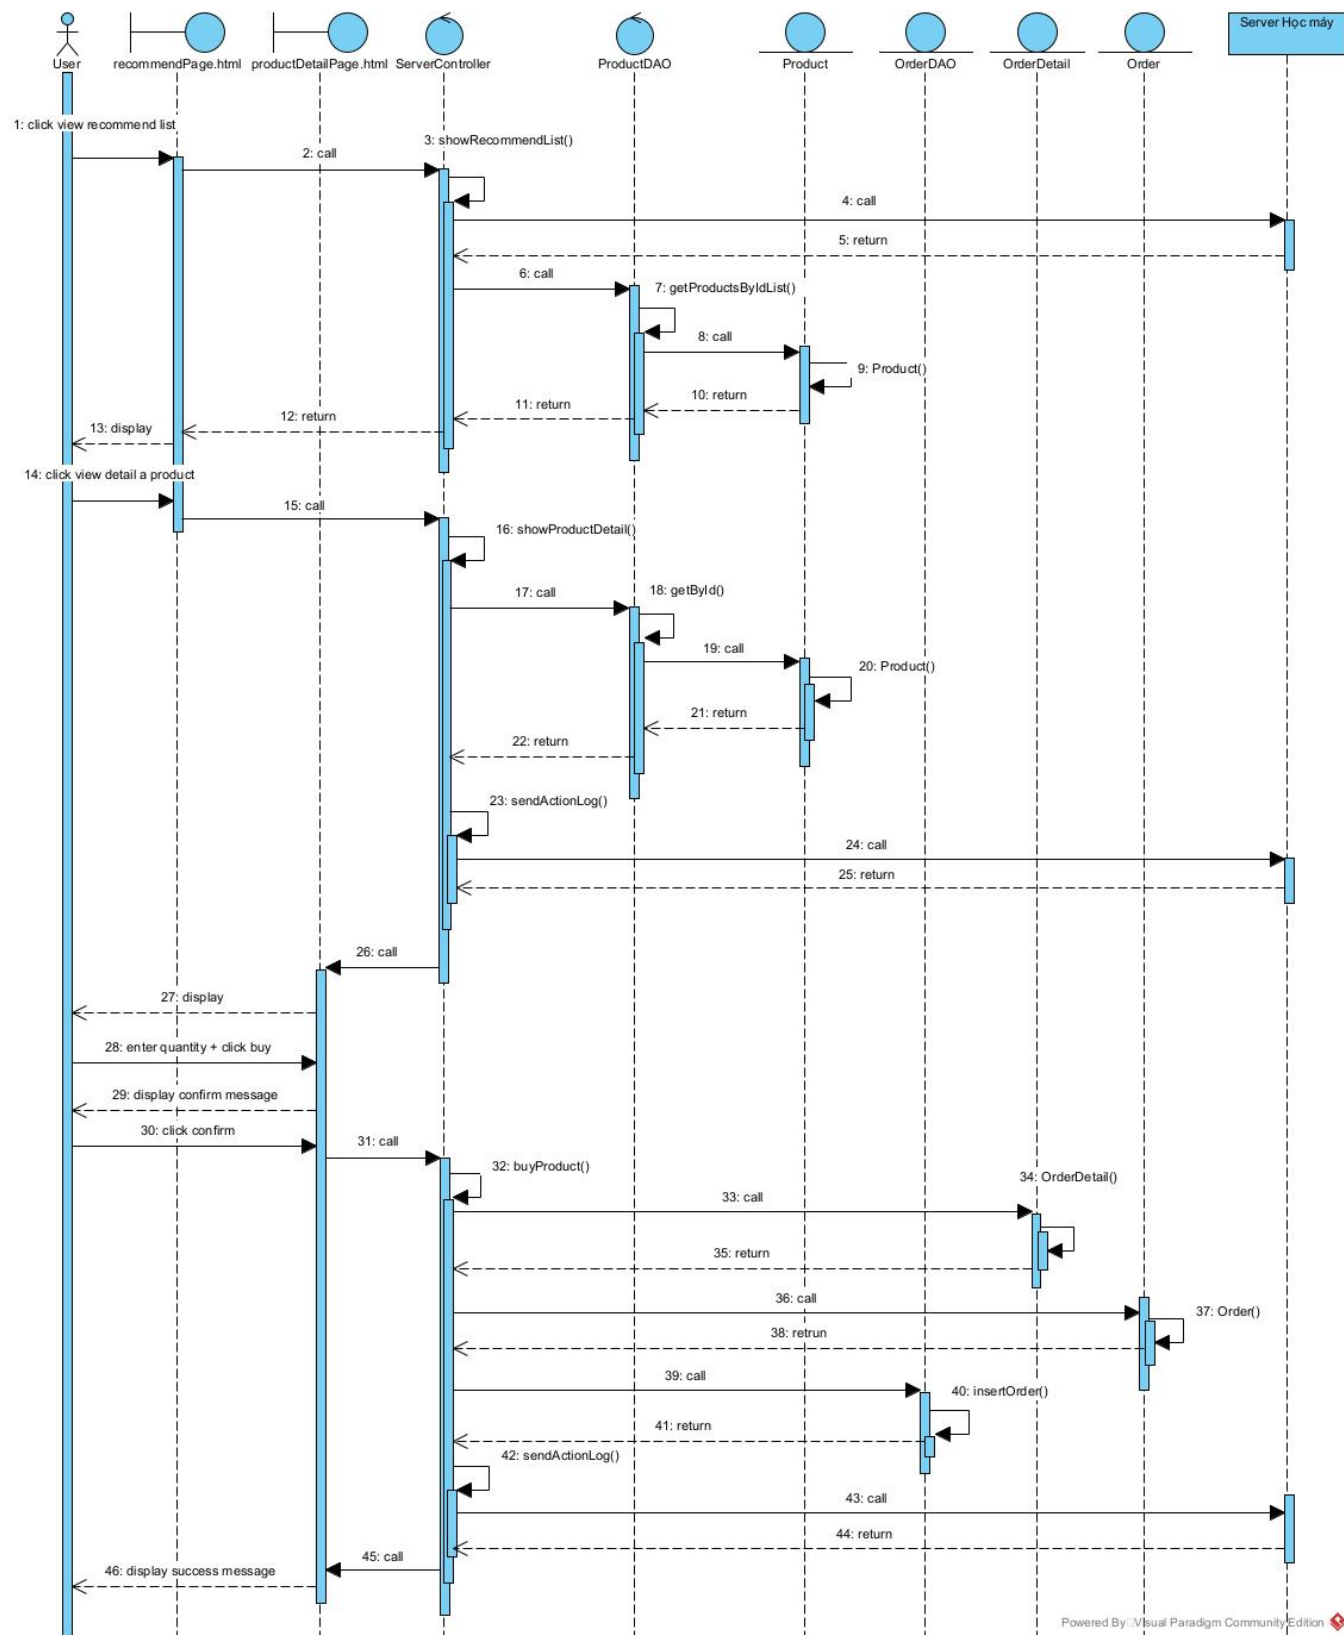 Server Học máy
User
recommendPage.html
productDetailPage.html
ServerController
ProductDAO
Product
OrderDAO
OrderDetail
Order
1: click view recommend list
2: call
3: showRecommendList()
4: call
5: return
6: call
7: getProductsByIdList()
8: call
9: Product()
10: return
11: return
12: return
13: display
14: click view detail a product
15: call
16: showProductDetail()
17: call
18: getById()
19: call
20: Product()
21: return
22: return
23: sendActionLog()
24: call
25: return
26: call
27: display
28: enter quantity + click buy
29: display confirm message
30: click confirm
31: call
32: buyProduct()
33: call
34: OrderDetail()
35: return
36: call
37: Order()
38: retrun
39: call
40: insertOrder()
41: return
42: sendActionLog()
43: call
44: return
45: call
46: display success message
Powered By Visual Paradigm Community Edition